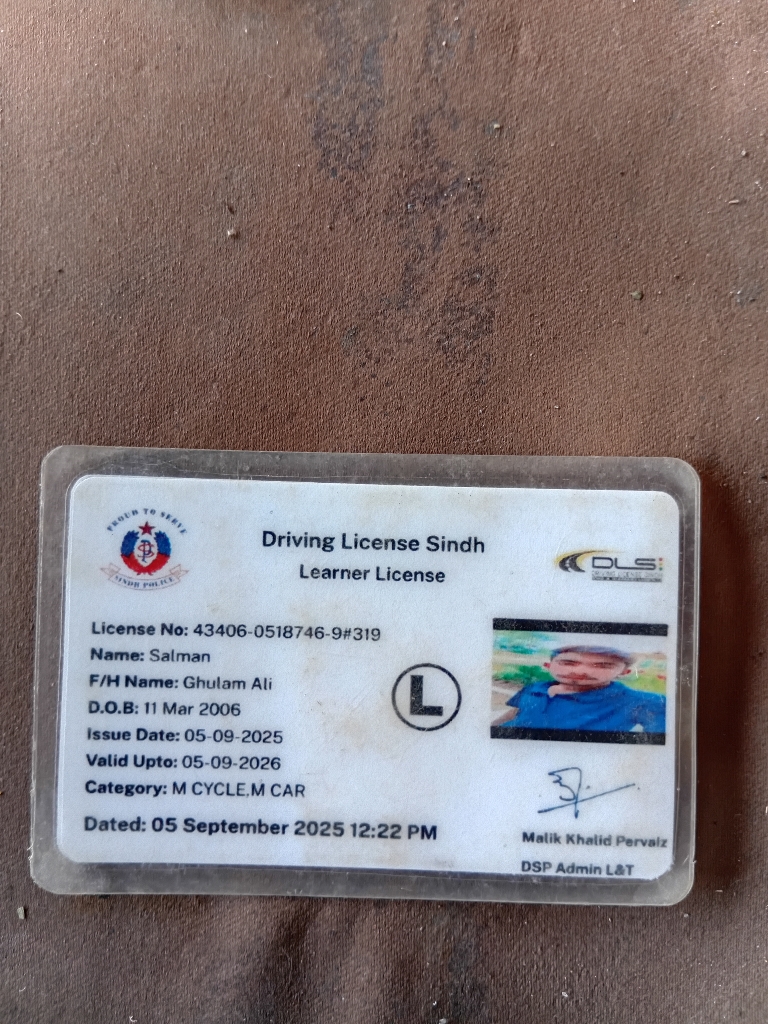 PROUD TO SERVE
SINDH POLICE
Driving License Sindh
Learner License
DLS
License No: 43406-0518746-9#319
Name: Salman
F/H Name: Ghulam Ali
D.O.B: 11 Mar 2006
Issue Date: 05-09-2025
Valid Upto: 05-09-2026
Category: M CYCLE,M CAR
Dated: 05 September 2025 12:22 PM
L
Malik Khalid Pervaiz
DSP Admin L&T